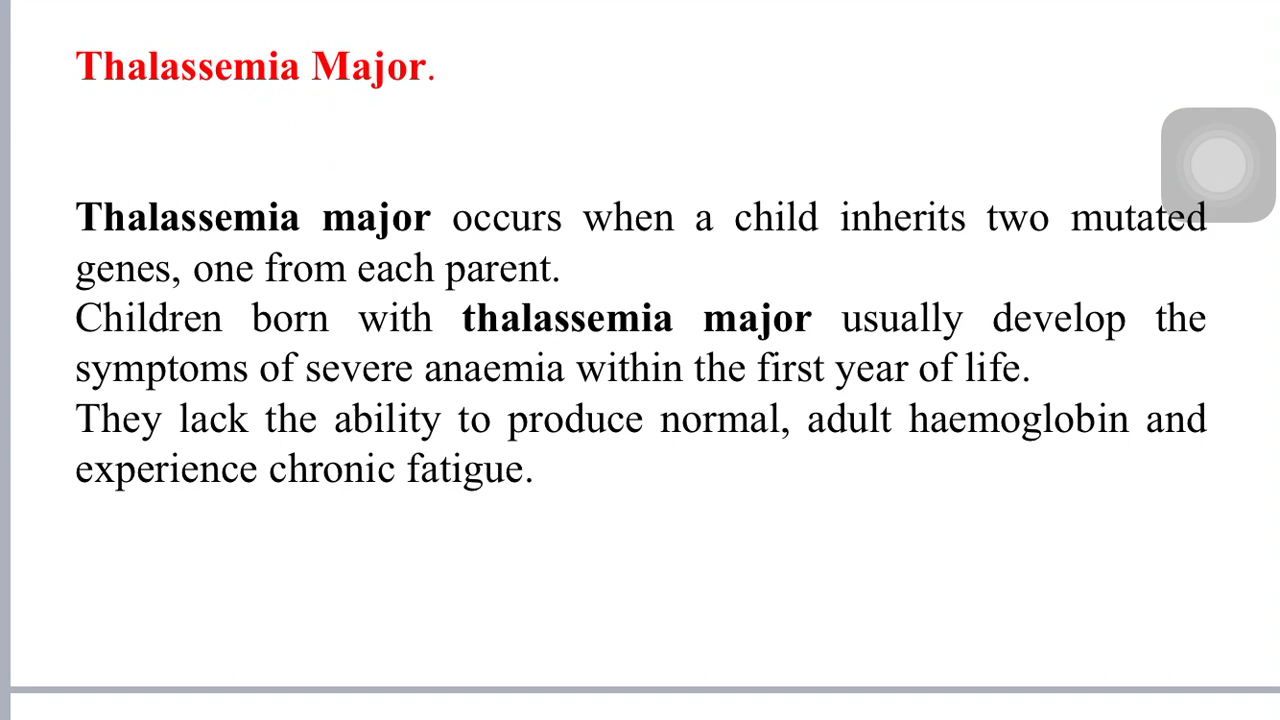 Thalassemia Major.
Thalassemia major occurs when a child inherits two mutated
genes, one from each parent.
Children born with thalassemia major usually develop the
symptoms of severe anaemia within the first year of life.
They lack the ability to produce normal, adult haemoglobin and
experience chronic fatigue.